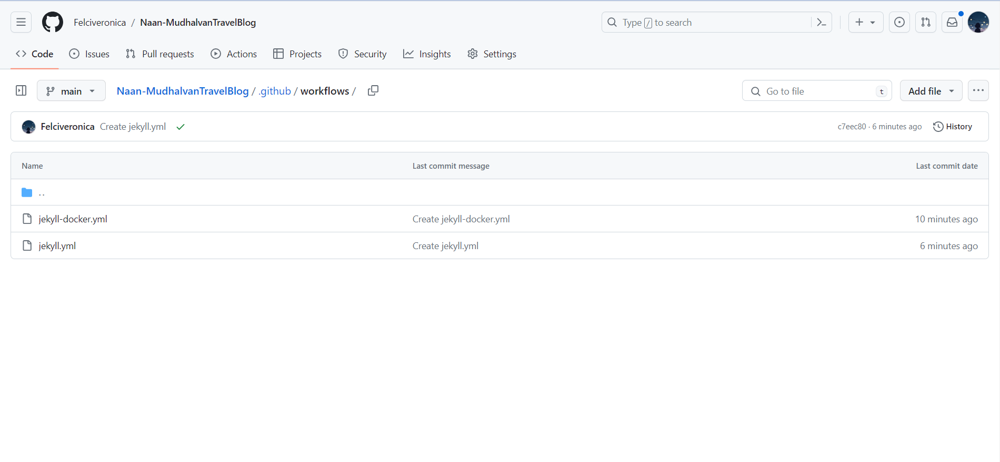 Felciveronica / Naan-MudhalvanTravelBlog
Type / to search
Code Issues Pull requests Actions Projects Security Insights Settings
main
Naan-MudhalvanTravelBlog / .github / workflows /
Go to file t
Add file
Felciveronica Create jekyll.yml
c7eec80 · 6 minutes ago
History
Name Last commit message Last commit date
..
jekyll-docker.yml Create jekyll-docker.yml 10 minutes ago
jekyll.yml Create jekyll.yml 6 minutes ago